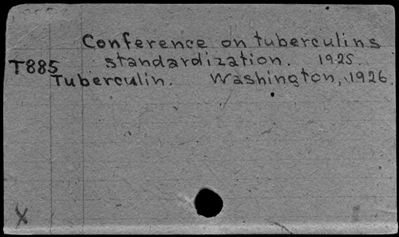 Conference on tuberculins
standardization. 1925.
T885
Tuberculin. Washington, 1926.
X